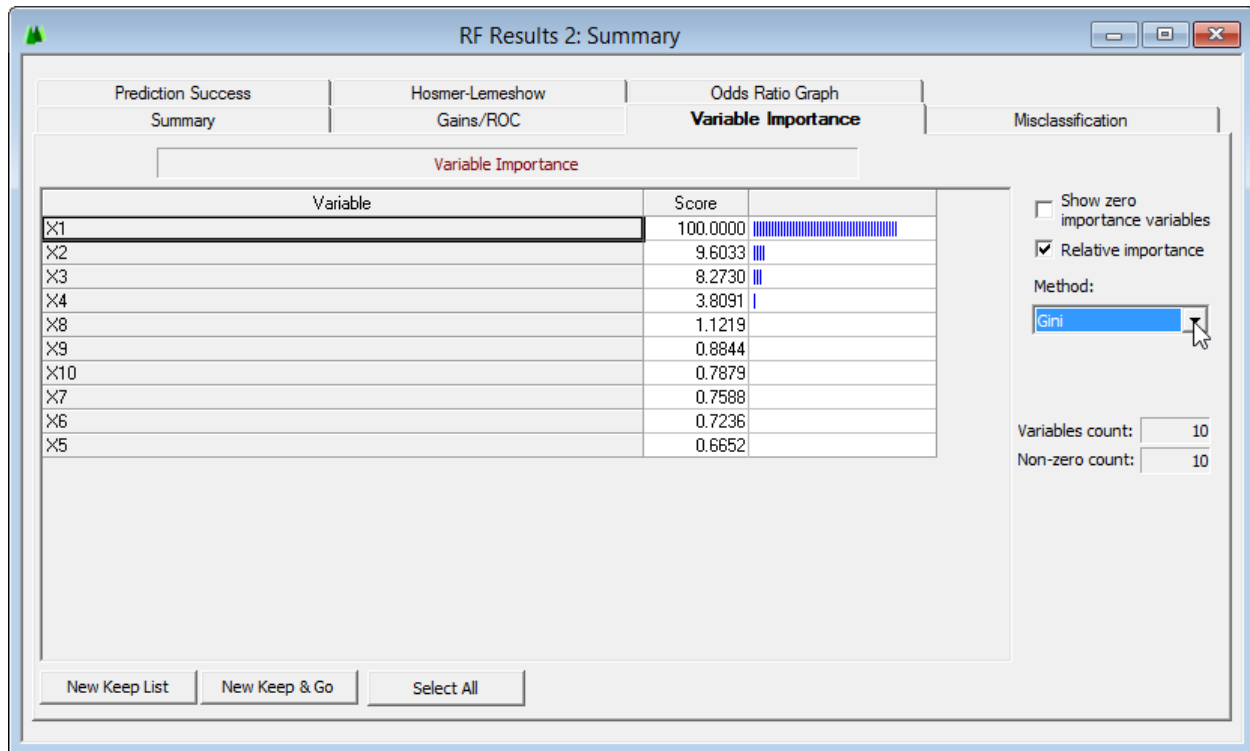 RF Results 2: Summary
Prediction Success Hosmer-Lemeshow Odds Ratio Graph
Summary Gains/ROC Variable Importance Misclassification
Variable Importance
Variable Score
X1 100.0000
X2 9.6033
X3 8.2730
X4 3.8091
X8 1.1219
X9 0.8844
X10 0.7879
X7 0.7588
X6 0.7236
X5 0.6652
Show zero
importance variables
Relative importance
Method:
Gini
Variables count: 10
Non-zero count: 10
New Keep List New Keep & Go Select All